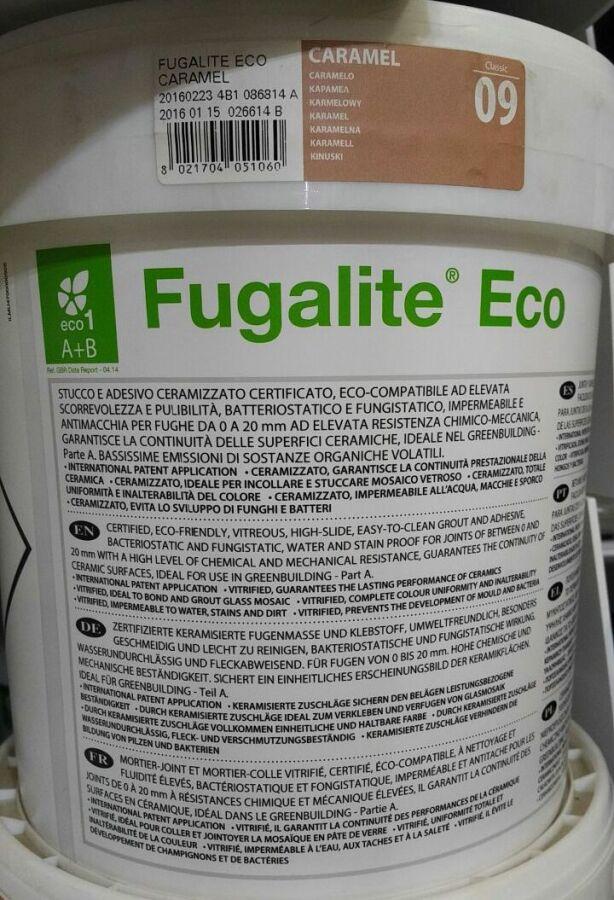 FUGALITE ECO
CARAMEL
20160223 4B1 086814 A
2016 01 15 026614 B
8 021704 051060
CARAMEL
CARAMELO
КАРАМЕЛ
KARMELOWY
KARAMEL
KARAMELNA
KARAMELL
KINUSKI
Classic
09
eco1
A+B
Ref. GBR Data Report - 04.14
Fugalite® Eco
STUCCO E ADESIVO CERAMIZZATO CERTIFICATO, ECO-COMPATIBILE AD ELEVATA
SCORREVOLEZZA E PULIBILITÀ, BATTERIOSTATICO E FUNGISTATICO, IMPERMEABILE E
ANTIMACCHIA PER FUGHE DA 0 A 20 mm AD ELEVATA RESISTENZA CHIMICO-MECCANICA,
GARANTISCE LA CONTINUITÀ DELLE SUPERFICI CERAMICHE, IDEALE NEL GREENBUILDING -
Parte A. BASSISSIME EMISSIONI DI SOSTANZE ORGANICHE VOLATILI.
• INTERNATIONAL PATENT APPLICATION • CERAMIZZATO, GARANTISCE LA CONTINUITÀ PRESTAZIONALE DELLA
CERAMICA • CERAMIZZATO, IDEALE PER INCOLLARE E STUCCARE MOSAICO VETROSO • CERAMIZZATO, TOTALE
UNIFORMITÀ E INALTERABILITÀ DEL COLORE • CERAMIZZATO, IMPERMEABILE ALL'ACQUA, MACCHIE E SPORCO
• CERAMIZZATO, EVITA LO SVILUPPO DI FUNGHI E BATTERI
EN CERTIFIED, ECO-FRIENDLY, VITREOUS, HIGH-SLIDE, EASY-TO-CLEAN GROUT AND ADHESIVE,
BACTERIOSTATIC AND FUNGISTATIC, WATER AND STAIN PROOF FOR JOINTS OF BETWEEN 0 AND
20 mm WITH A HIGH LEVEL OF CHEMICAL AND MECHANICAL RESISTANCE, GUARANTEES THE CONTINUITY OF
CERAMIC SURFACES, IDEAL FOR USE IN GREENBUILDING - Part A.
• INTERNATIONAL PATENT APPLICATION • VITRIFIED, GUARANTEES THE LASTING PERFORMANCE OF CERAMICS
• VITRIFIED, IDEAL TO BOND AND GROUT GLASS MOSAIC • VITRIFIED, COMPLETE COLOUR UNIFORMITY AND INALTERABILITY
• VITRIFIED, IMPERMEABLE TO WATER, STAINS AND DIRT • VITRIFIED, PREVENTS THE DEVELOPMENT OF MOULD AND BACTERIA
DE ZERTIFIZIERTE KERAMISIERTE FUGENMASSE UND KLEBSTOFF, UMWELTFREUNDLICH, BESONDERS
GESCHMEIDIG UND LEICHT ZU REINIGEN, BAKTERIOSTATISCHE UND FUNGISTATISCHE WIRKUNG.
WASSERUNDURCHLÄSSIG UND FLECKABWEISEND. FÜR FUGEN VON 0 BIS 20 mm. HOHE CHEMISCHE UND
MECHANISCHE BESTÄNDIGKEIT. SICHERT EIN EINHEITLICHES ERSCHEINUNGSBILD DER KERAMIKFLÄCHEN.
IDEAL FÜR GREENBUILDING - Teil A.
• INTERNATIONAL PATENT APPLICATION • KERAMISIERTE ZUSCHLÄGE SICHERN DEN BELÄGEN LEISTUNGSBEZOGENE
BESTÄNDIGKEIT • DURCH KERAMISIERTE ZUSCHLÄGE IDEAL ZUM VERKLEBEN UND VERFUGEN VON GLASMOSAIK
• DURCH KERAMISIERTE ZUSCHLÄGE VOLLKOMMEN EINHEITLICHE UND HALTBARE FARBE • DURCH KERAMISIERTE ZUSCHLÄGE
WASSERUNDURCHLÄSSIG, FLECK- UND VERSCHMUTZUNGSBESTÄNDIG • KERAMISIERTE ZUSCHLÄGE VERHINDERN DIE
BILDUNG VON PILZEN UND BAKTERIEN
FR MORTIER-JOINT ET MORTIER-COLLE VITRIFIÉ, CERTIFIÉ, ÉCO-COMPATIBLE, À NETTOYAGE ET
FLUIDITÉ ÉLEVÉS, BACTÉRIOSTATIQUE ET FONGISTATIQUE, IMPERMÉABLE ET ANTITACHE POUR LES
JOINTS DE 0 À 20 mm À RÉSISTANCES CHIMIQUE ET MÉCANIQUE ÉLEVÉES, IL GARANTIT LA CONTINUITÉ DES
SURFACES EN CÉRAMIQUE, IDÉAL DANS LE GREENBUILDING - Partie A.
• INTERNATIONAL PATENT APPLICATION • VITRIFIÉ, IL GARANTIT LA CONTINUITÉ DES PERFORMANCES DE LA CÉRAMIQUE
• VITRIFIÉ, IDÉAL POUR COLLER ET JOINTOYER LA MOSAÏQUE EN PÂTE DE VERRE • VITRIFIÉ, UNIFORMITÉ TOTALE ET
INALTÉRABILITÉ DE LA COULEUR • VITRIFIÉ, IMPERMÉABLE À L'EAU, AUX TACHES ET À LA SALETÉ • VITRIFIÉ, IL ÉVITE LE
DÉVELOPPEMENT DE CHAMPIGNONS ET DE BACTÉRIES
ES
PT
EL
PL